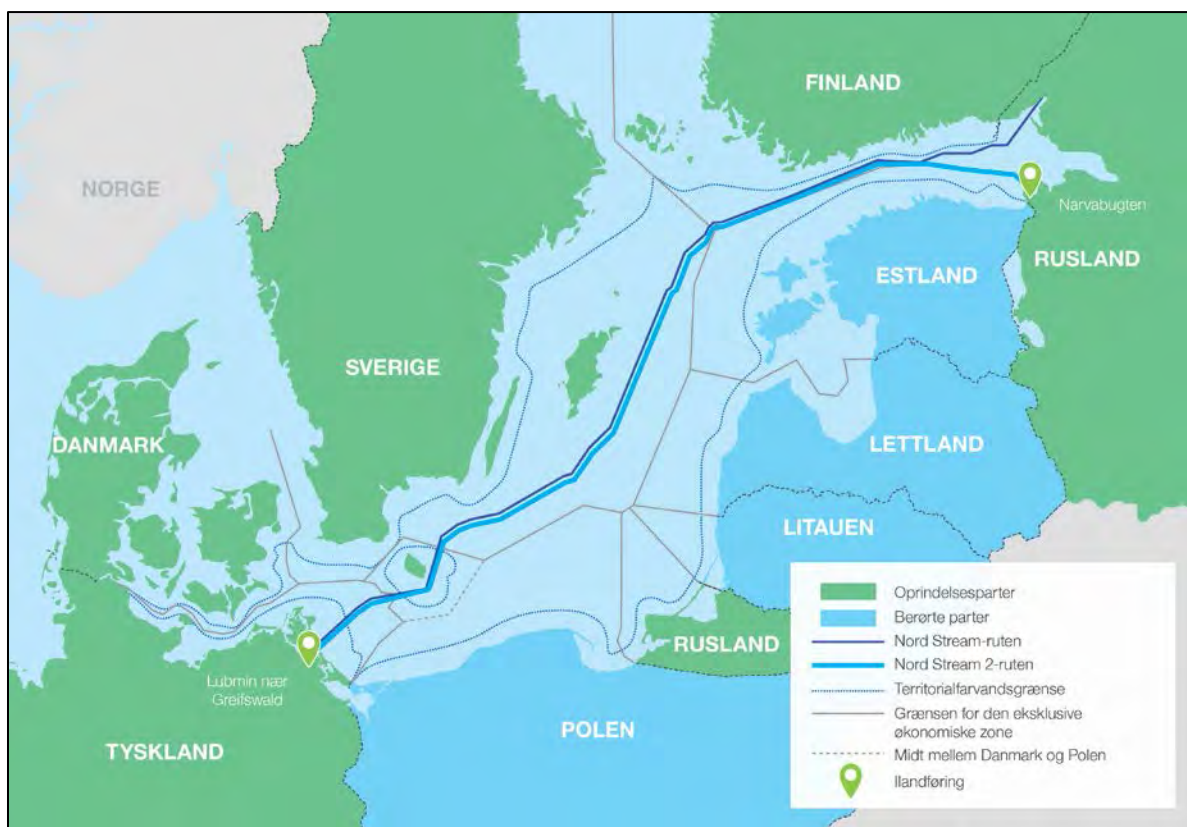 FINLAND
NORGE
Narvabugten
RUSLAND
ESTLAND
SVERIGE
DANMARK
LETTLAND
LITAUEN
RUSLAND
Lubmin nær
Greifswald
POLEN
TYSKLAND
Oprindelsesparter
Berørte parter
Nord Stream-ruten
Nord Stream 2-ruten
Territorialfarvandsgrænse
Grænsen for den eksklusive
økonomiske zone
Midt mellem Danmark og Polen
Ilandføring